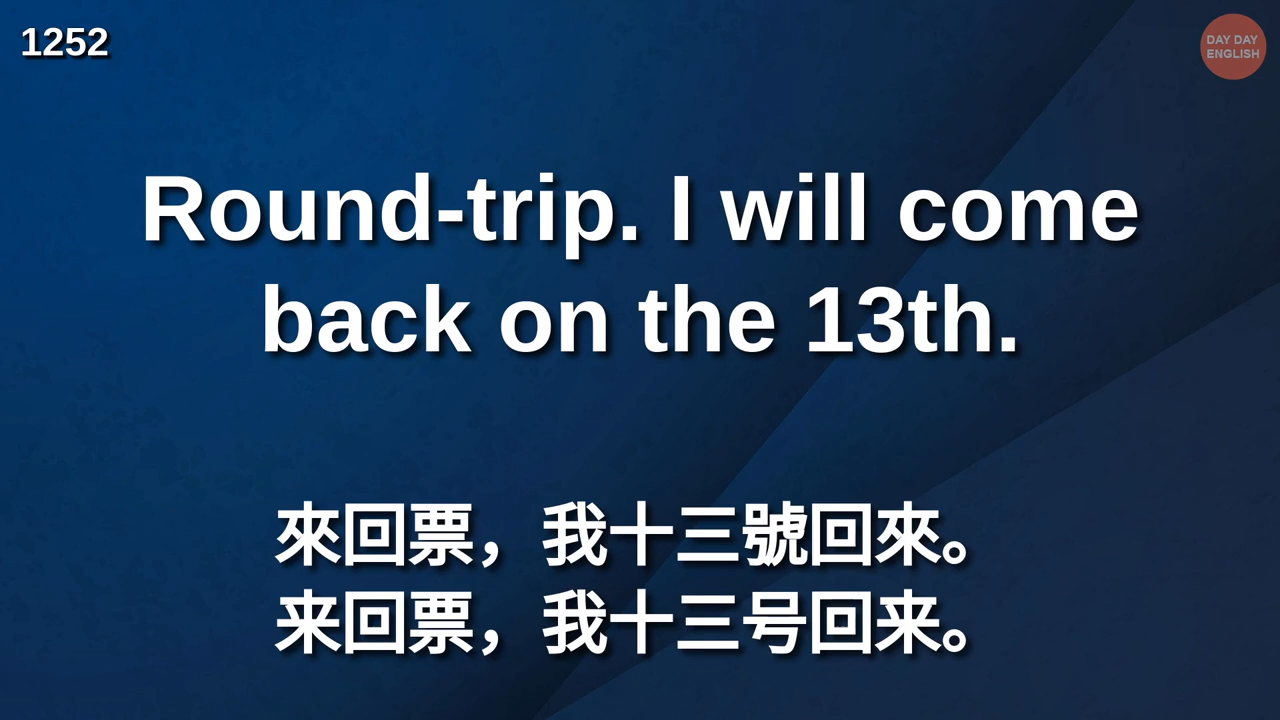 1252
DAY DAY
ENGLISH
Round-trip. I will come
back on the 13th.
來回票，我十三號回來。
来回票，我十三号回来。